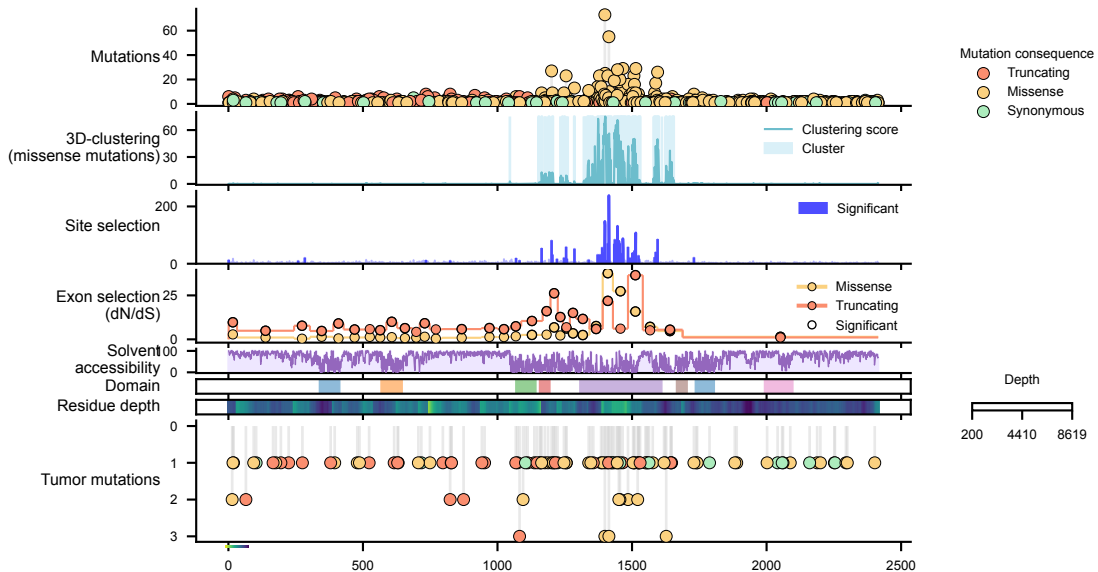 Mutations
60
40
20
0
Mutation consequence
Truncating
Missense
Synonymous
3D-clustering
(missense mutations)
60
30
0
Clustering score
Cluster
Site selection
200
0
Significant
Exon selection
(dN/dS)
25
0
Missense
Truncating
Significant
Solvent
accessibility
100
0
Domain
Residue depth
Depth
200
4410
8619
Tumor mutations
0
1
2
3
0
500
1000
1500
2000
2500